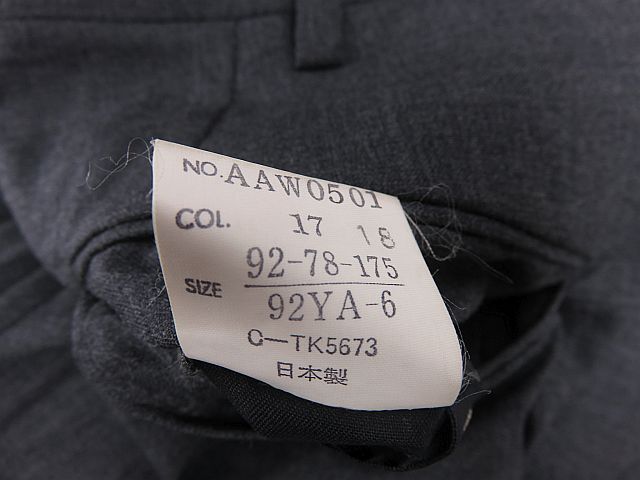 NO.AAW0501
COL. 17 18
SIZE 92-78-175
92YA-6
C-TK5673
日本製